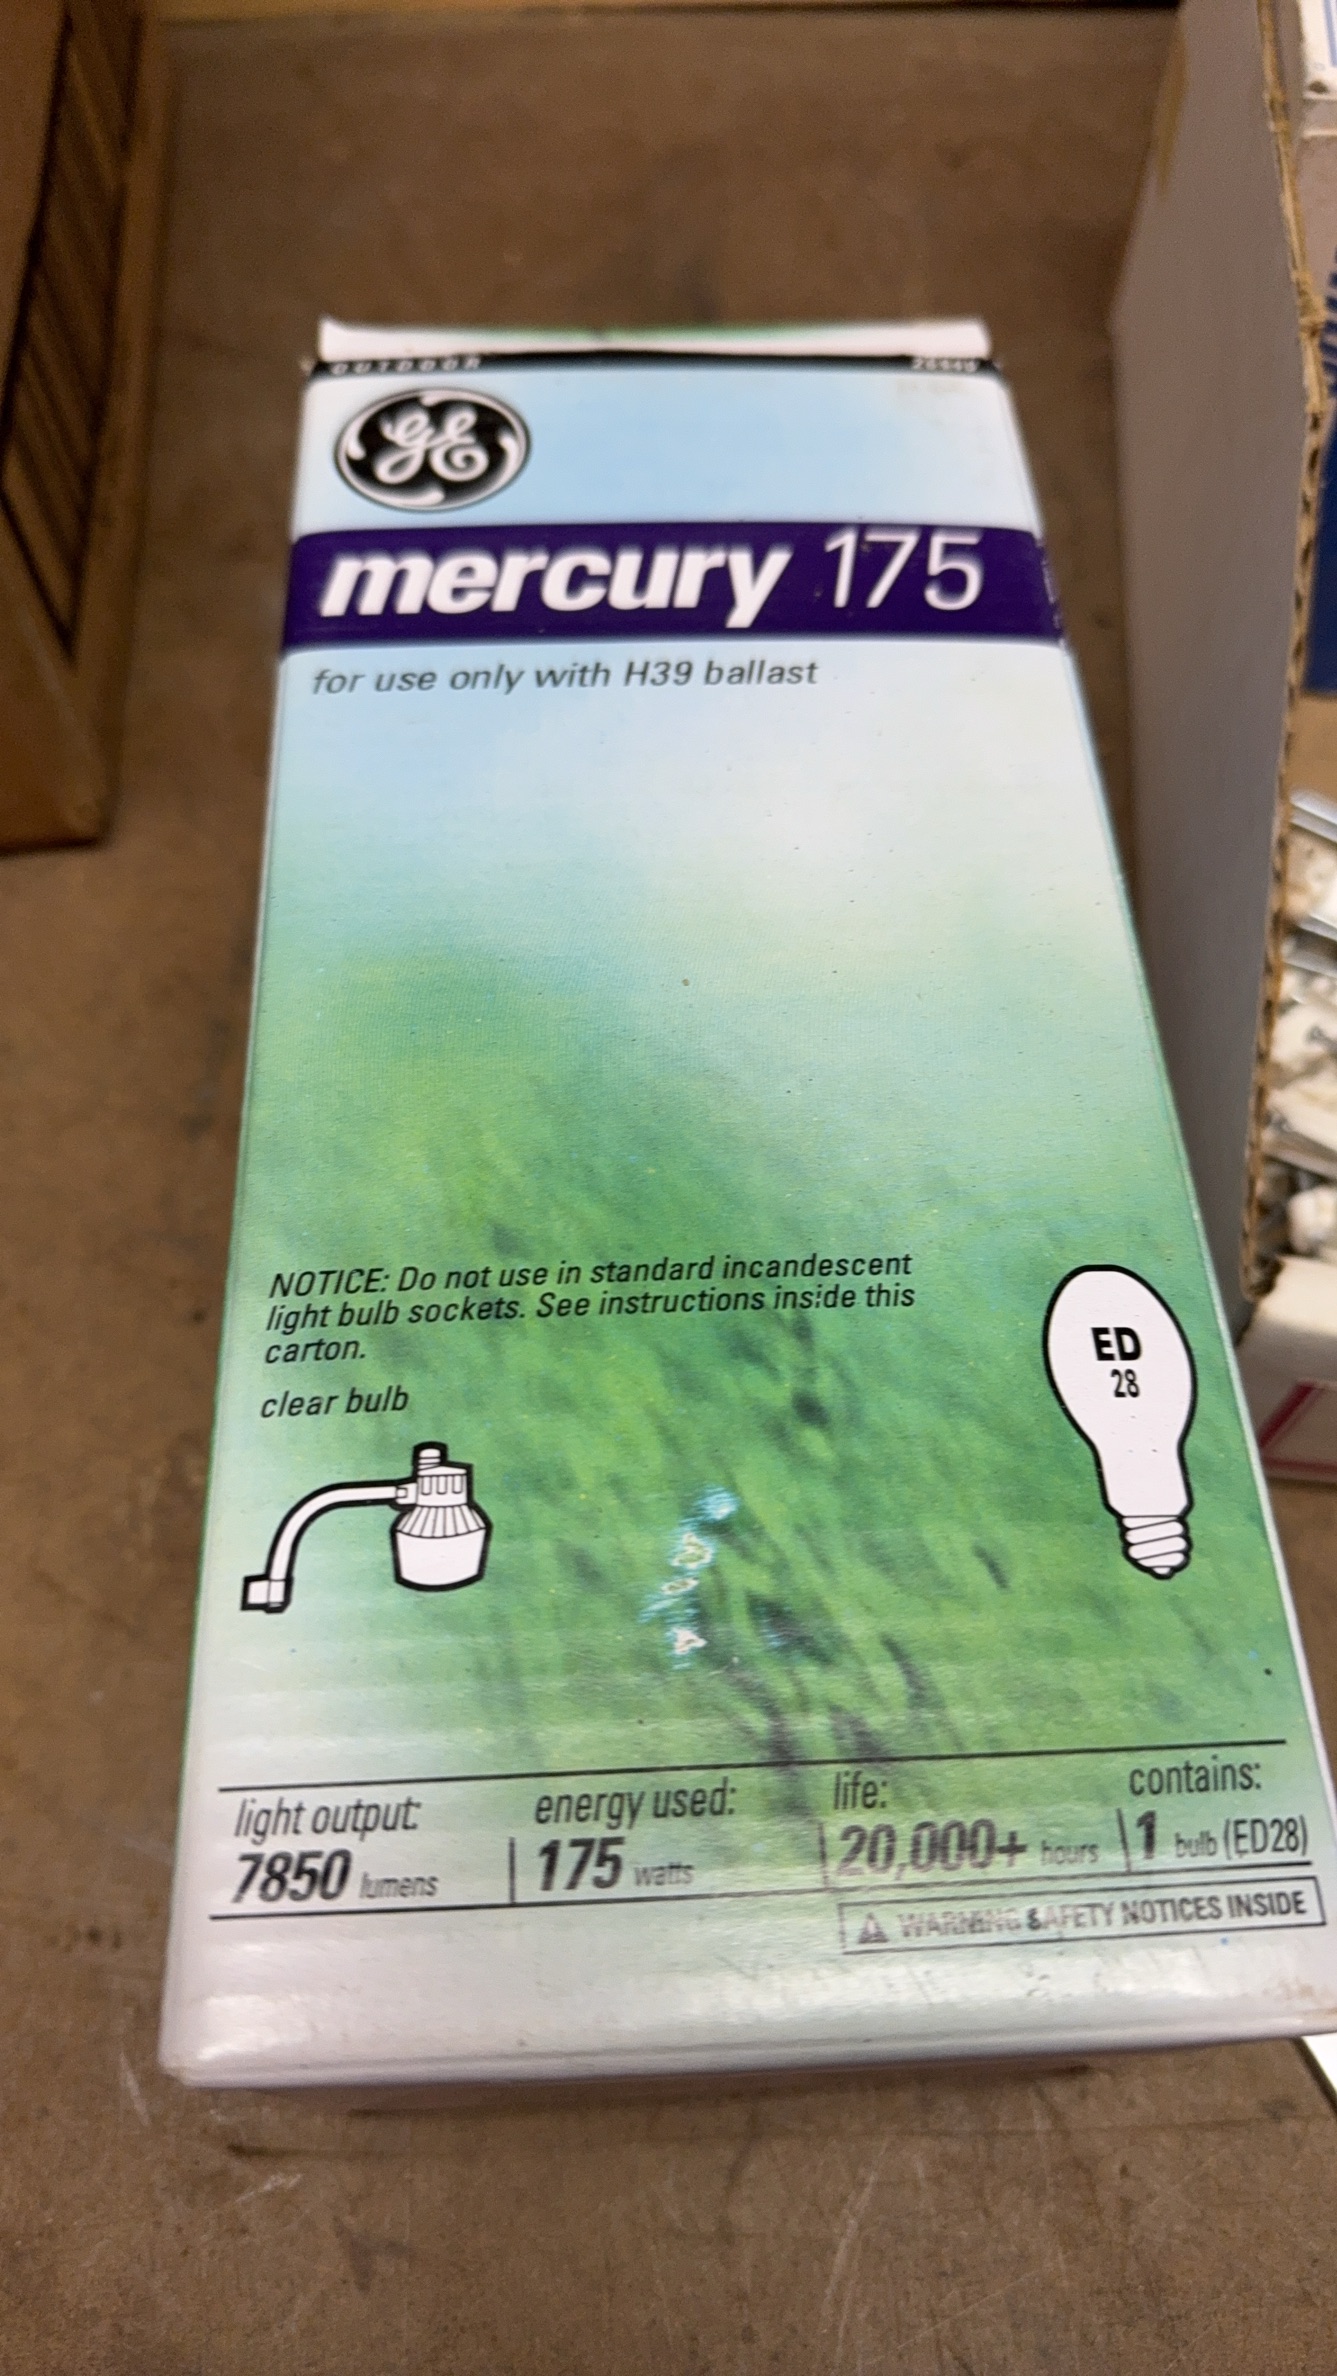 OUTDOOR
GE
mercury 175
for use only with H39 ballast
NOTICE: Do not use in standard incandescent
light bulb sockets. See instructions inside this
carton.
clear bulb
ED
28
light output: energy used: life: contains:
7850 lumens 175 watts 20,000+ hours 1 bulb (ED28)
WARNING SAFETY NOTICES INSIDE